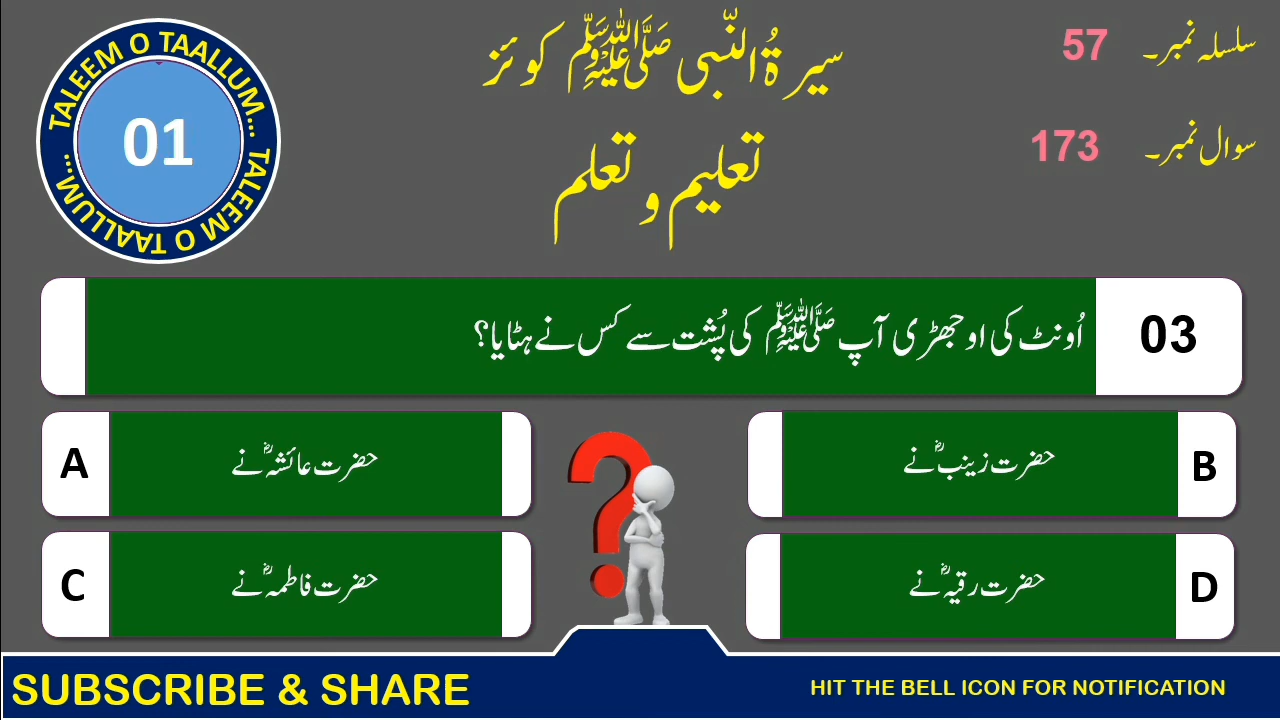 TALEEM O TAALLUM... TALEEM O TAALLUM...
01
سیرۃُ النّبی ﷺ کوئز
تعلیم و تعلم
سلسلہ نمبر۔ 57
سوال نمبر۔ 173
03 اُونٹ کی اوجھڑی آپ ﷺ کی پُشت سے کس نے ہٹایا؟
A حضرت عائشہؓ نے
B حضرت زینبؓ نے
C حضرت فاطمہؓ نے
D حضرت رقیہؓ نے
SUBSCRIBE & SHARE
HIT THE BELL ICON FOR NOTIFICATION